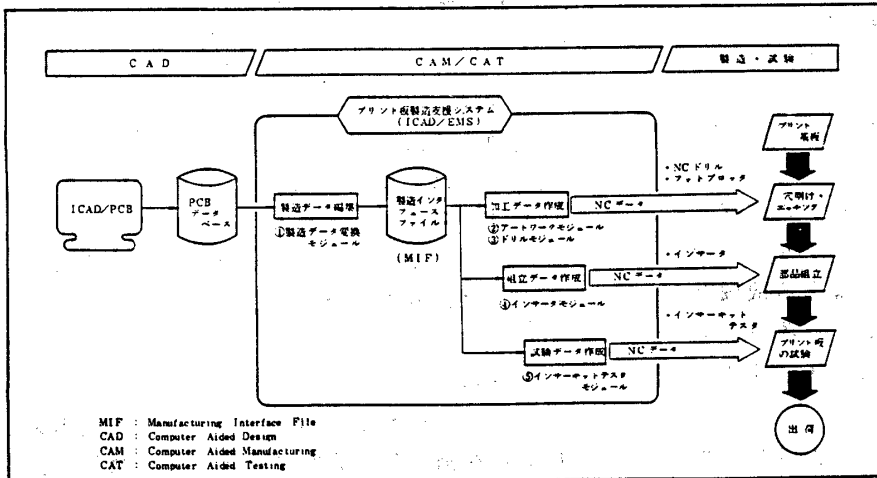 CAD
CAM/CAT
製造・試験
プリント板製造支援システム
(ICAD/EMS)
プリント
基板
・NCドリル
・フォトプロッタ
ICAD/PCB
PCB
データ
ベース
製造データ編集
①製造データ変換
モジュール
製造インタ
フェース
ファイル
(MIF)
加工データ作成
②アートワークモジュール
③ドリルモジュール
NCデータ
穴明け・
エッチング
・インサータ
組立データ作成
④インサータモジュール
NCデータ
部品組立
・インサーキット
テスタ
試験データ作成
⑤インサーキットテスタ
モジュール
NCデータ
プリント板
の試験
出荷
MIF : Manufacturing Interface File
CAD : Computer Aided Design
CAM : Computer Aided Manufacturing
CAT : Computer Aided Testing